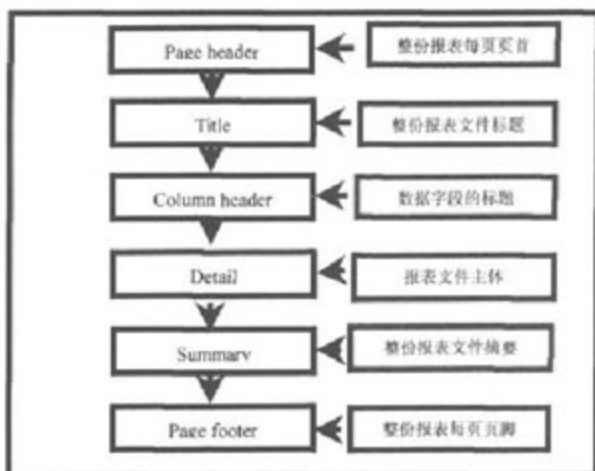 Page header
整份报表每页页首
Title
整份报表文件标题
Column header
数据字段的标题
Detail
报表文件主体
Summary
整份报表文件摘要
Page footer
整份报表每页页脚